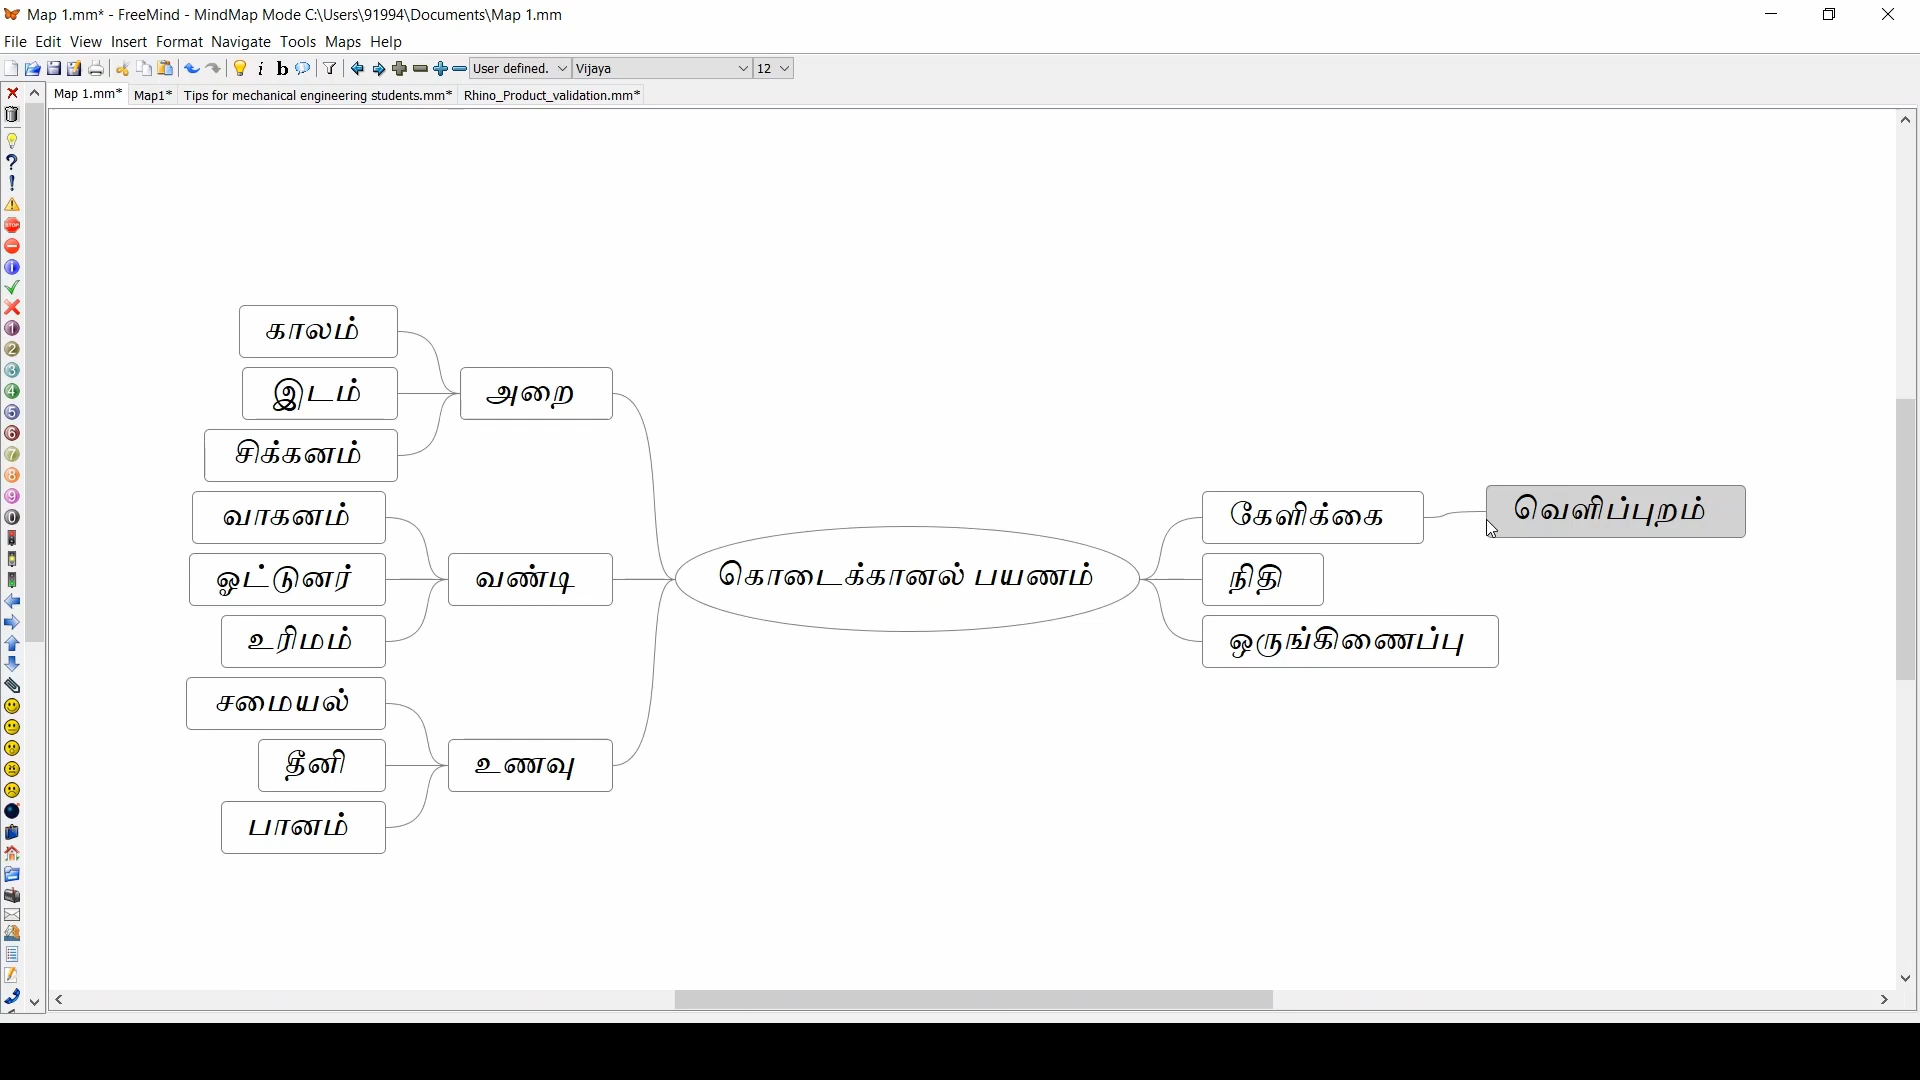 Map 1.mm* - FreeMind - MindMap Mode C:\Users\91994\Documents\Map 1.mm
File Edit View Insert Format Navigate Tools Maps Help
User defined. Vijaya 12
Map 1.mm* Map1* Tips for mechanical engineering students.mm* Rhino_Product_validation.mm*
காலம்
இடம்
சிக்கனம்
அறை
வாகனம்
ஓட்டுனர்
உரிமம்
வண்டி
சமையல்
தீனி
பானம்
உணவு
கொடைக்கானல் பயணம்
கேளிக்கை
வெளிப்புறம்
நிதி
ஒருங்கிணைப்பு